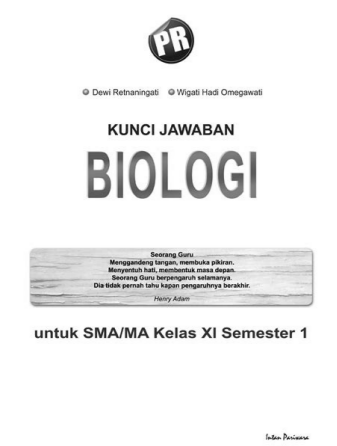 PR
Dewi Retnaningati Wigati Hadi Omegawati
KUNCI JAWABAN
BIOLOGI
Seorang Guru
Menggandeng tangan, membuka pikiran.
Menyentuh hati, membentuk masa depan.
Seorang Guru berpengaruh selamanya.
Dia tidak pernah tahu kapan pengaruhnya berakhir.
Henry Adam
untuk SMA/MA Kelas XI Semester 1
Intan Pariwara